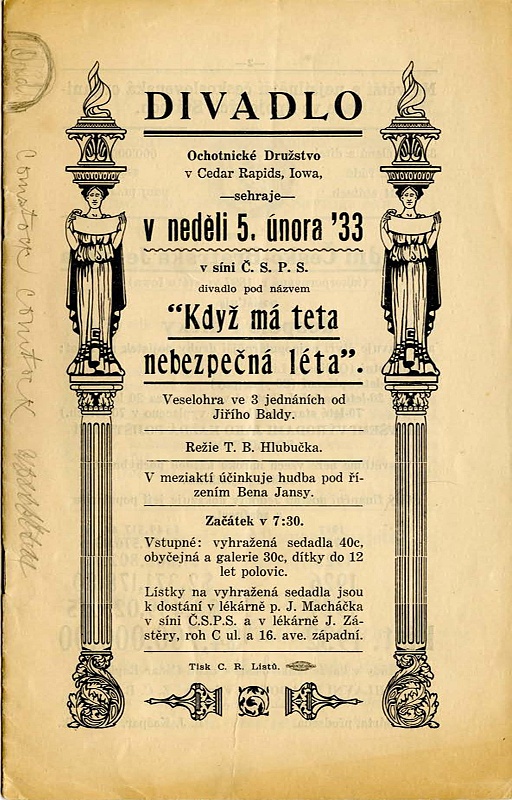 DIVADLO
Ochotnické Družstvo
v Cedar Rapids, Iowa,
—sehraje—
v neděli 5. února '33
v síni Č. S. P. S.
divadlo pod názvem
“Když má teta
nebezpečná léta”.
Veselohra ve 3 jednáních od
Jiřího Baldy.
Režie T. B. Hlubučka.
V meziaktí účinkuje hudba pod ří-
zením Bena Jansy.
Začátek v 7:30.
Vstupné: vyhražená sedadla 40c,
obyčejná a galerie 30c, dítky do 12
let polovic.
Lístky na vyhražená sedadla jsou
k dostání v lékárně p. J. Macháčka
v síni Č.S.P.S. a v lékárně J. Zá-
stěry, roh C ul. a 16. ave. západní.
Tisk C. R. Listů.